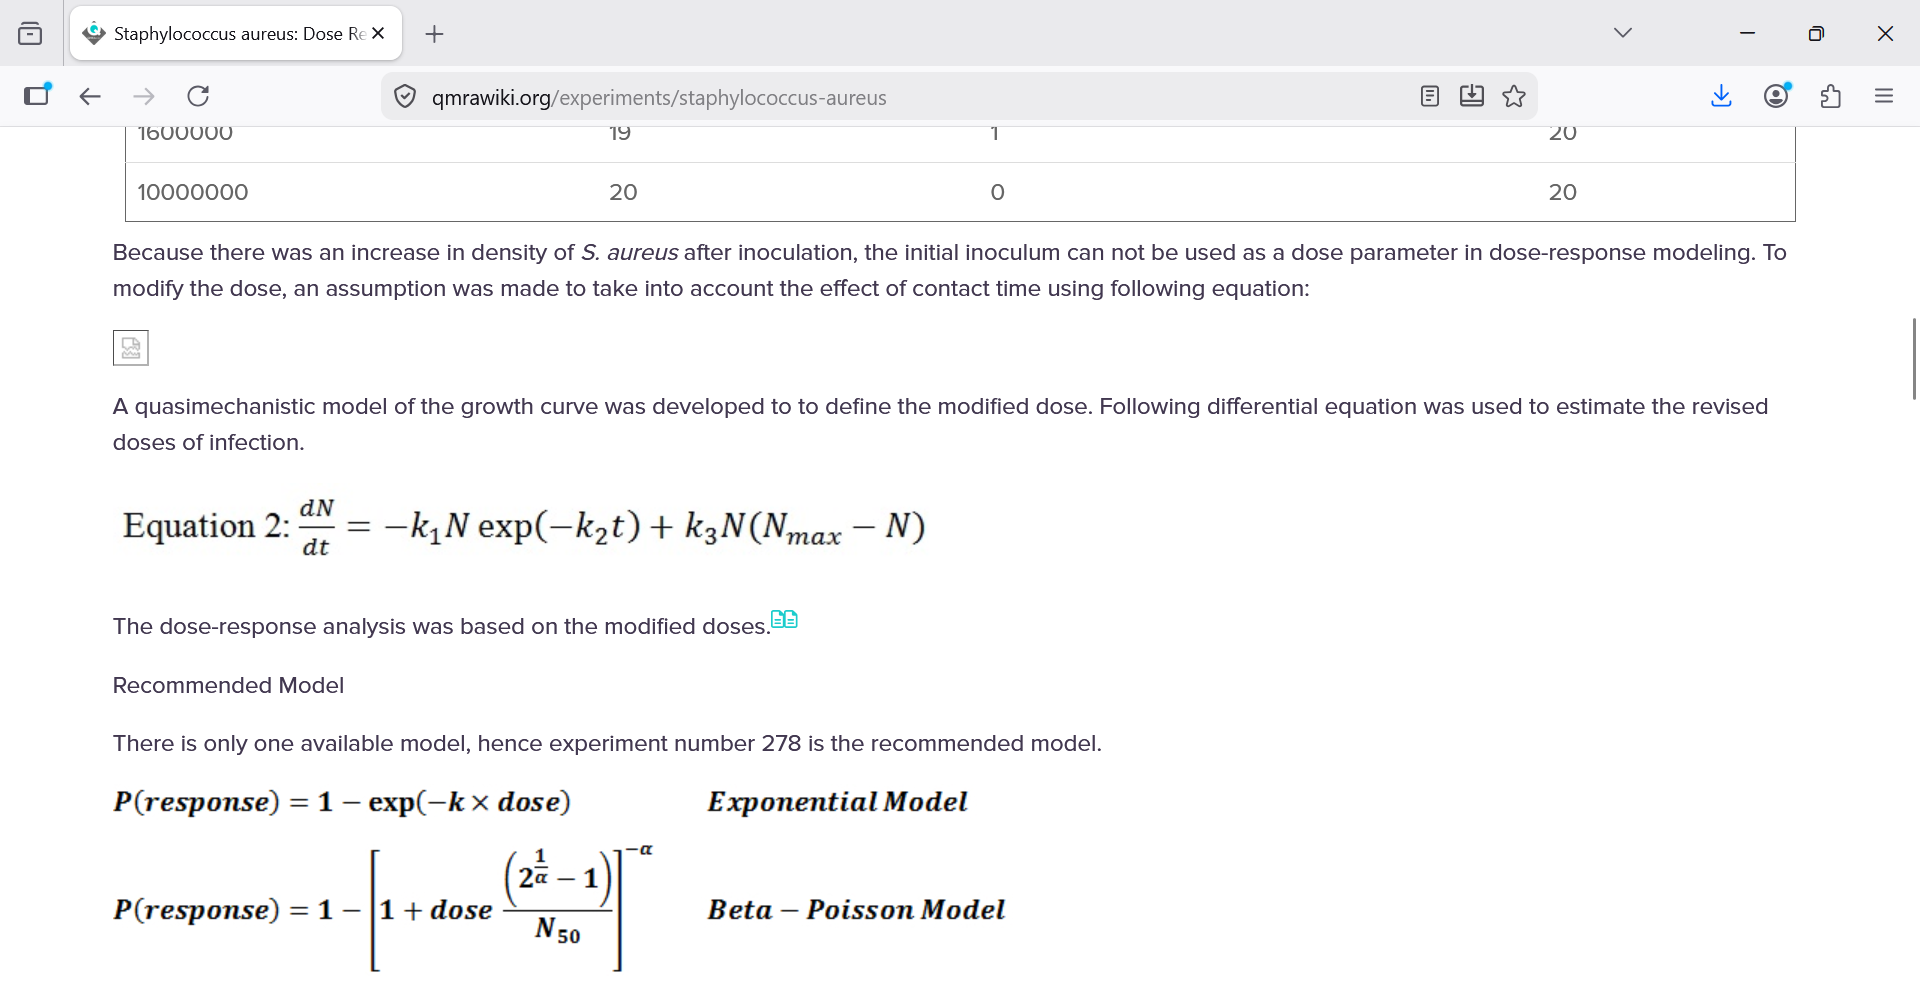 Staphylococcus aureus: Dose Re
qmrawiki.org/experiments/staphylococcus-aureus
1600000 19 1 20
10000000 20 0 20
Because there was an increase in density of S. aureus after inoculation, the initial inoculum can not be used as a dose parameter in dose-response modeling. To
modify the dose, an assumption was made to take into account the effect of contact time using following equation:
A quasimechanistic model of the growth curve was developed to to define the modified dose. Following differential equation was used to estimate the revised
doses of infection.
Equation 2: dN/dt = −k₁N exp(−k₂t) + k₃N(Nmax − N)
The dose-response analysis was based on the modified doses.
Recommended Model
There is only one available model, hence experiment number 278 is the recommended model.
P(response) = 1 − exp(−k × dose) Exponential Model
P(response) = 1 − [1 + dose (2^(1/α) − 1)/N₅₀]^−α Beta − Poisson Model